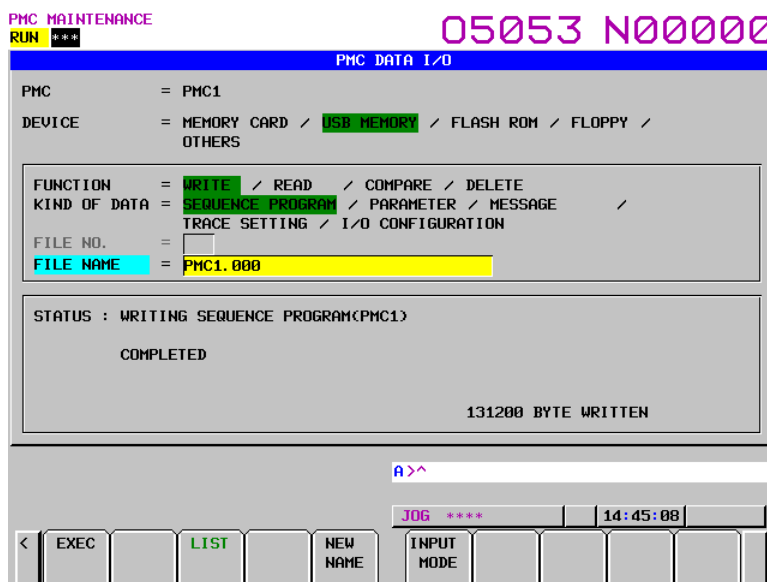 PMC MAINTENANCE
RUN ***
O5053 N00000
PMC DATA I/O
PMC = PMC1
DEVICE = MEMORY CARD / USB MEMORY / FLASH ROM / FLOPPY /
OTHERS
FUNCTION = WRITE / READ / COMPARE / DELETE
KIND OF DATA = SEQUENCE PROGRAM / PARAMETER / MESSAGE /
TRACE SETTING / I/O CONFIGURATION
FILE NO. =
FILE NAME = PMC1.000
STATUS : WRITING SEQUENCE PROGRAM(PMC1)
COMPLETED
131200 BYTE WRITTEN
A>^
JOG **** 14:45:08
< EXEC LIST NEW NAME INPUT MODE